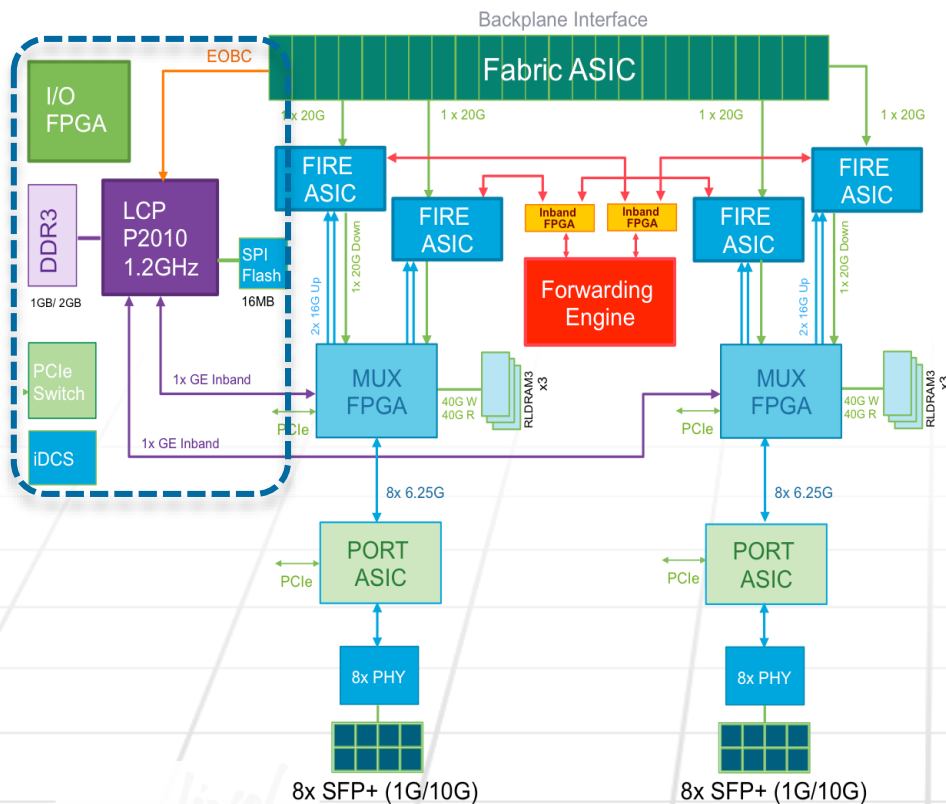 Backplane Interface
EOBC
Fabric ASIC
I/O
FPGA
1 x 20G
1 x 20G
1 x 20G
1 x 20G
FIRE
ASIC
FIRE
ASIC
FIRE
ASIC
FIRE
ASIC
Inband
FPGA
Inband
FPGA
DDR3
LCP
P2010
1.2GHz
SPI
Flash
1GB/ 2GB
16MB
2x 16G Up
1x 20G Down
2x 16G Up
1x 20G Down
Forwarding
Engine
PCIe
Switch
1x GE Inband
MUX
FPGA
PCIe
40G W
40G R
RLDRAM3
x3
MUX
FPGA
PCIe
40G W
40G R
RLDRAM3
x3
iDCS
1x GE Inband
8x 6.25G
8x 6.25G
PORT
ASIC
PCIe
PORT
ASIC
PCIe
8x PHY
8x PHY
8x SFP+ (1G/10G)
8x SFP+ (1G/10G)